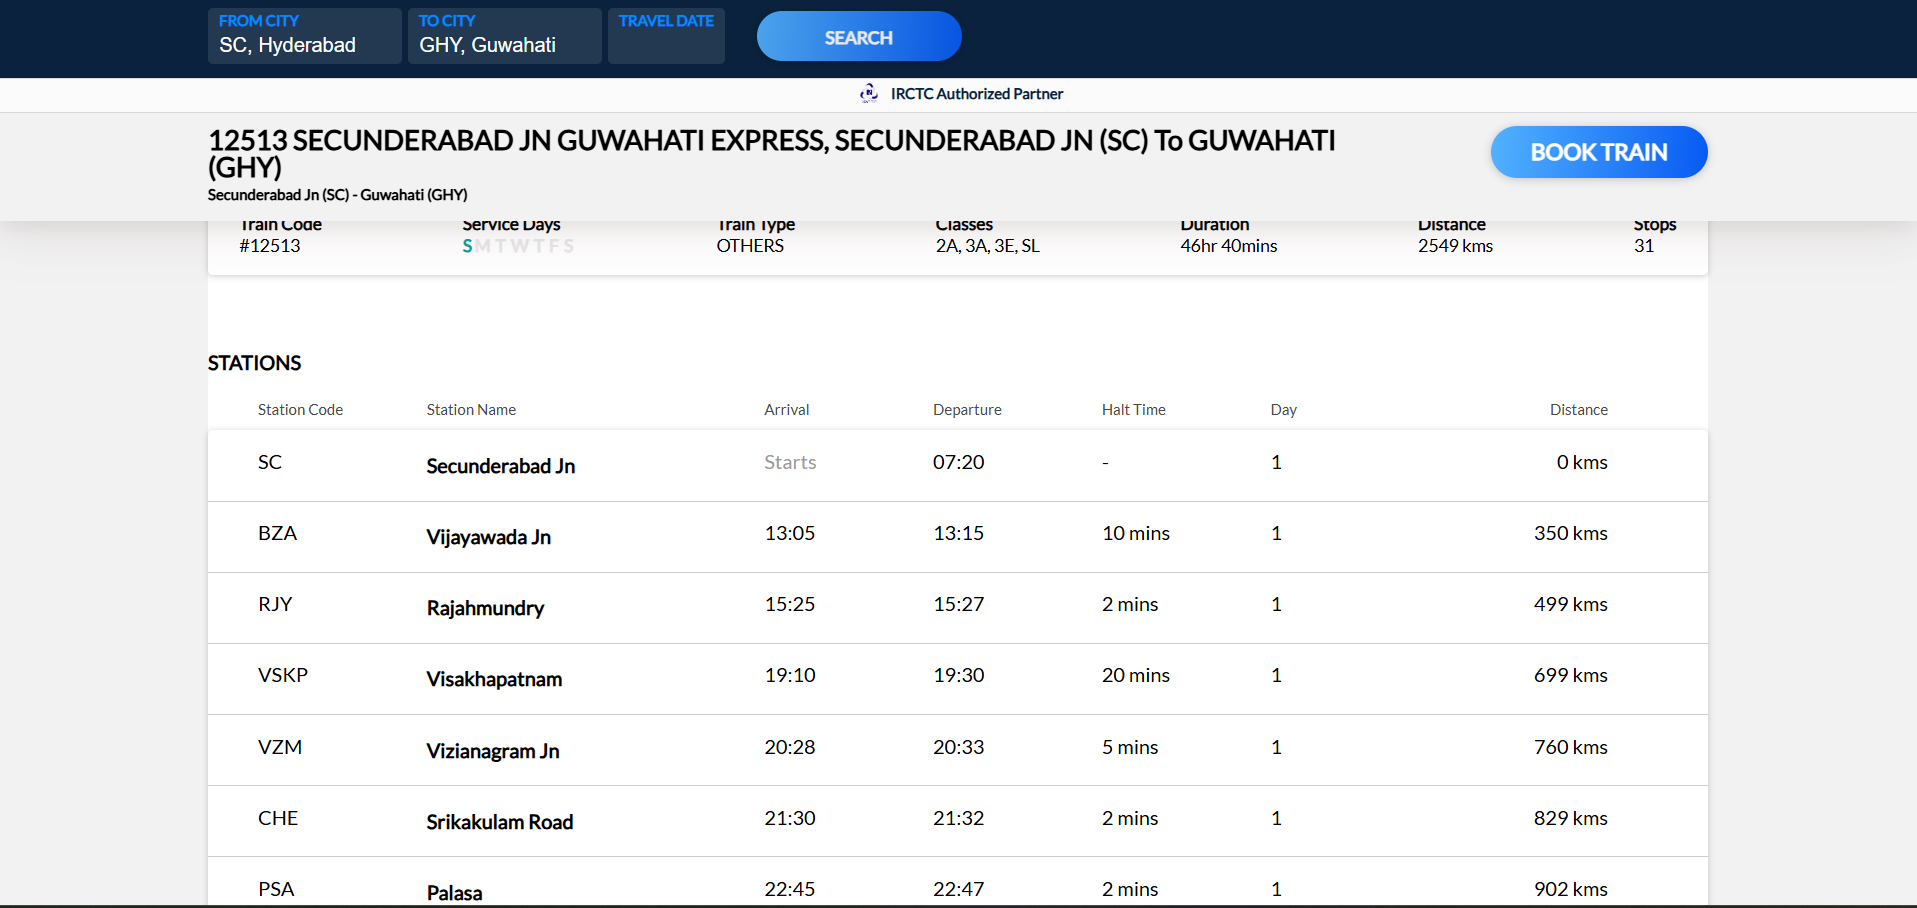 FROM CITY TO CITY TRAVEL DATE
SC, Hyderabad GHY, Guwahati SEARCH
IRCTC Authorized Partner
12513 SECUNDERABAD JN GUWAHATI EXPRESS, SECUNDERABAD JN (SC) To GUWAHATI
(GHY)
BOOK TRAIN
Secunderabad Jn (SC) - Guwahati (GHY)
Train Code Service Days Train Type Classes Duration Distance Stops
#12513 S M T W T F S OTHERS 2A, 3A, 3E, SL 46hr 40mins 2549 kms 31
STATIONS
Station Code Station Name Arrival Departure Halt Time Day Distance
SC Secunderabad Jn Starts 07:20 - 1 0 kms
BZA Vijayawada Jn 13:05 13:15 10 mins 1 350 kms
RJY Rajahmundry 15:25 15:27 2 mins 1 499 kms
VSKP Visakhapatnam 19:10 19:30 20 mins 1 699 kms
VZM Vizianagram Jn 20:28 20:33 5 mins 1 760 kms
CHE Srikakulam Road 21:30 21:32 2 mins 1 829 kms
PSA Palasa 22:45 22:47 2 mins 1 902 kms